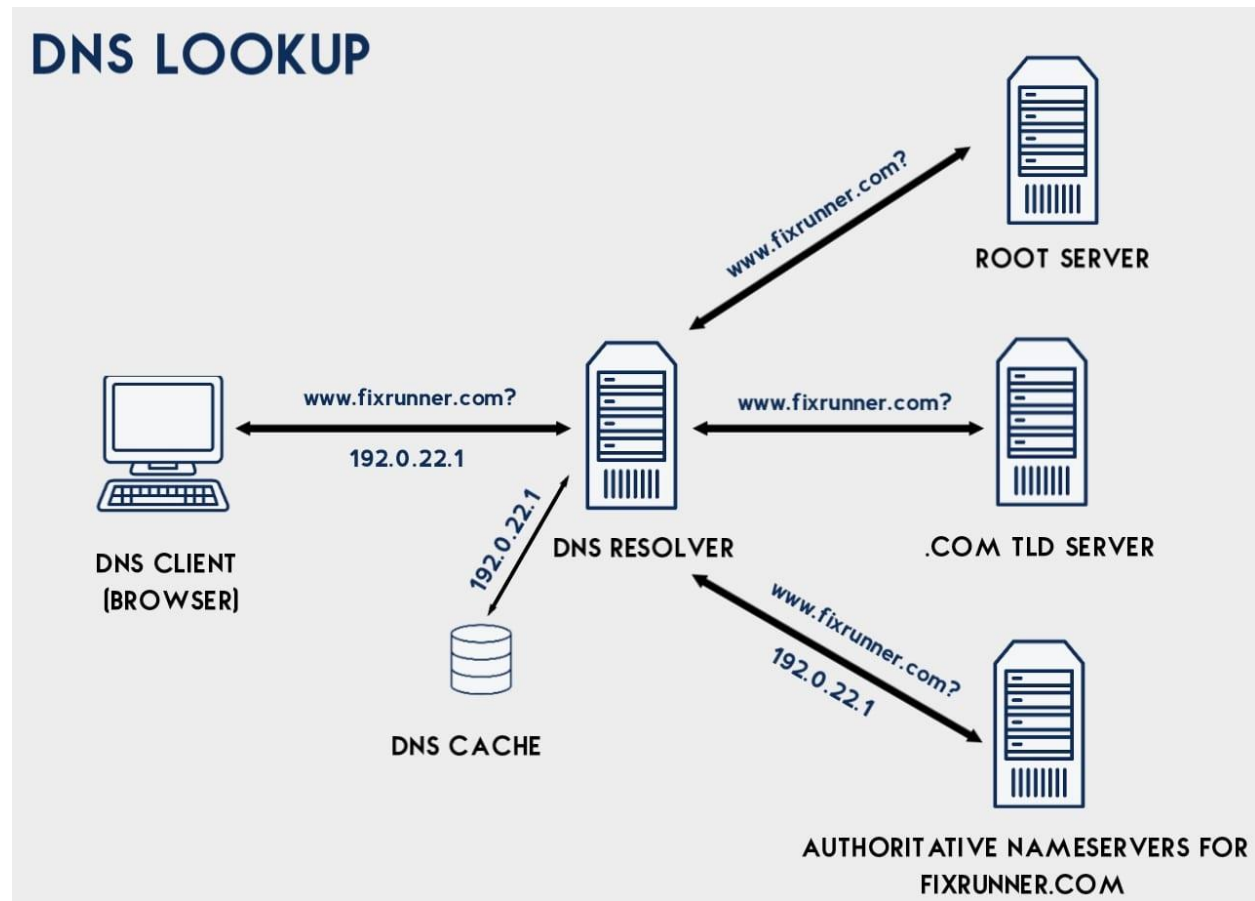 DNS LOOKUP
www.fixrunner.com?
ROOT SERVER
www.fixrunner.com?
192.0.22.1
www.fixrunner.com?
192.0.22.1
DNS CLIENT
(BROWSER)
DNS RESOLVER
.COM TLD SERVER
DNS CACHE
www.fixrunner.com?
192.0.22.1
AUTHORITATIVE NAMESERVERS FOR
FIXRUNNER.COM